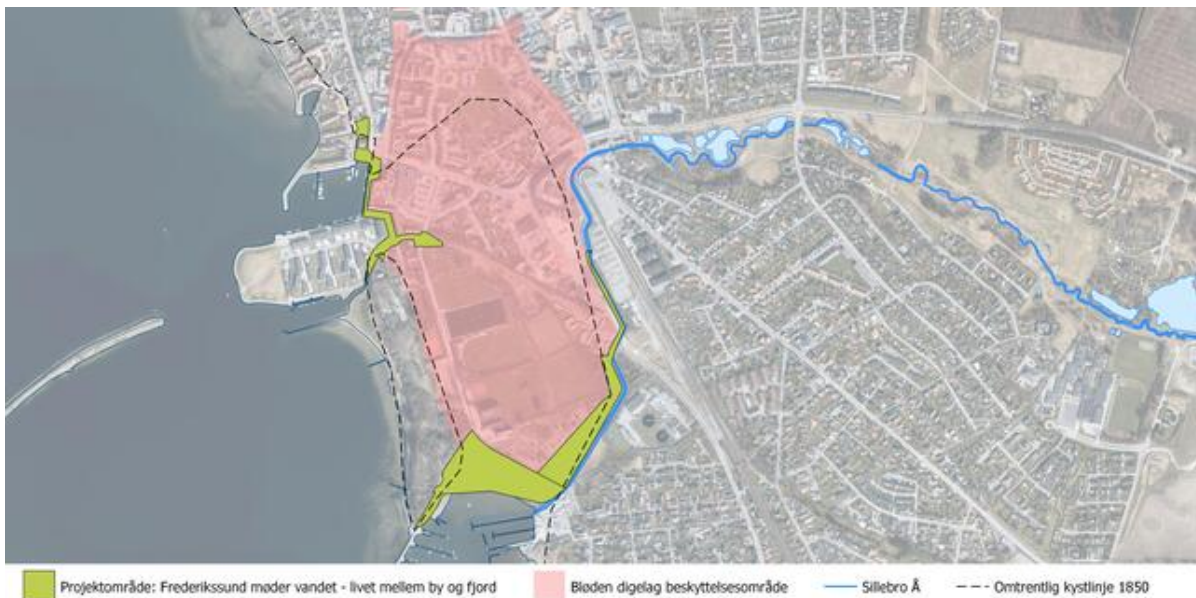 Projektområde: Frederikssund møder vandet - livet mellem by og fjord
Bløden digelag beskyttelsesområde
Sillebro Å
Omtrentlig kystlinje 1850